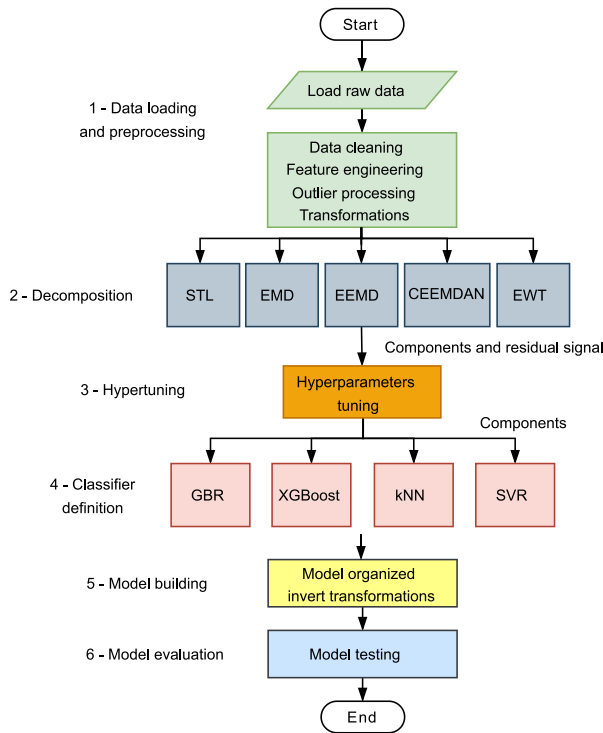 Start
Load raw data
1 - Data loading
and preprocessing
Data cleaning
Feature engineering
Outlier processing
Transformations
2 - Decomposition
STL
EMD
EEMD
CEEMDAN
EWT
Components and residual signal
3 - Hypertuning
Hyperparameters
tuning
Components
4 - Classifier
definition
GBR
XGBoost
kNN
SVR
5 - Model building
Model organized
invert transformations
6 - Model evaluation
Model testing
End